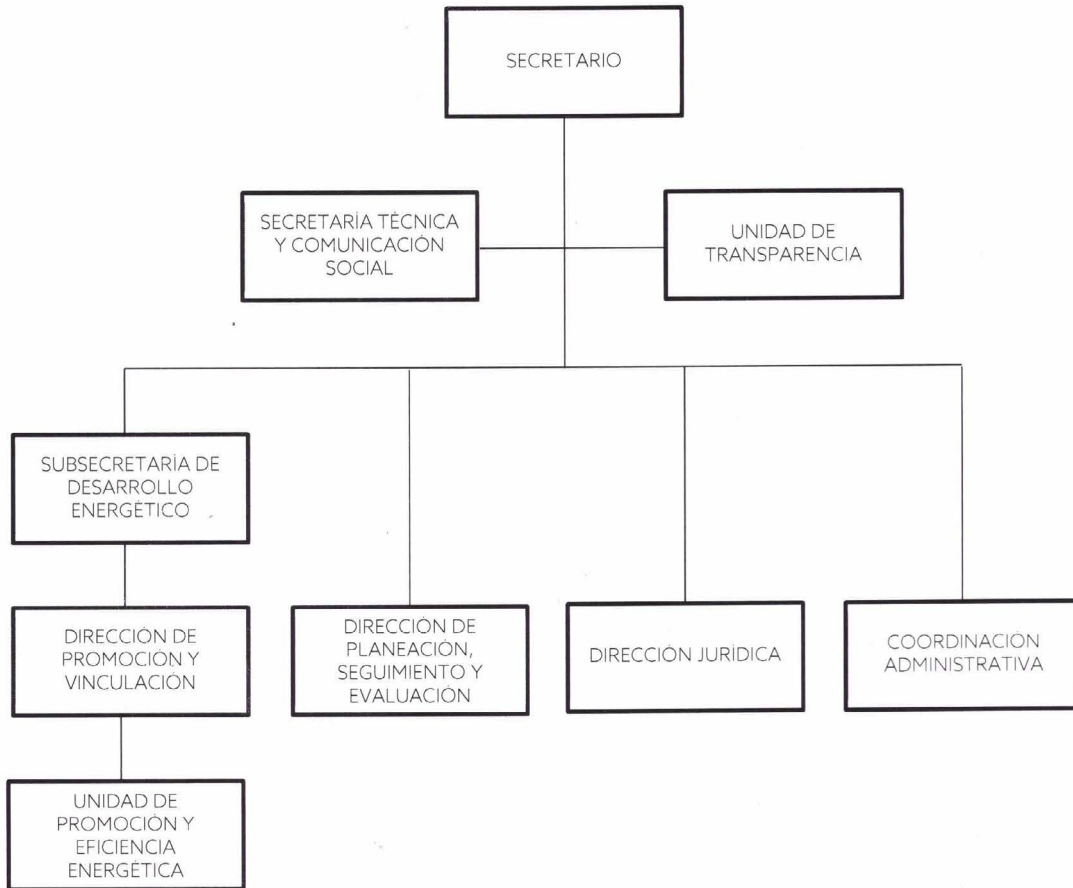 SECRETARIO
SECRETARÍA TÉCNICA
Y COMUNICACIÓN
SOCIAL
UNIDAD DE
TRANSPARENCIA
SUBSECRETARÍA DE
DESARROLLO
ENERGÉTICO
DIRECCIÓN DE
PROMOCIÓN Y
VINCULACIÓN
DIRECCIÓN DE
PLANEACIÓN,
SEGUIMIENTO Y
EVALUACIÓN
DIRECCIÓN JURÍDICA
COORDINACIÓN
ADMINISTRATIVA
UNIDAD DE
PROMOCIÓN Y
EFICIENCIA
ENERGÉTICA